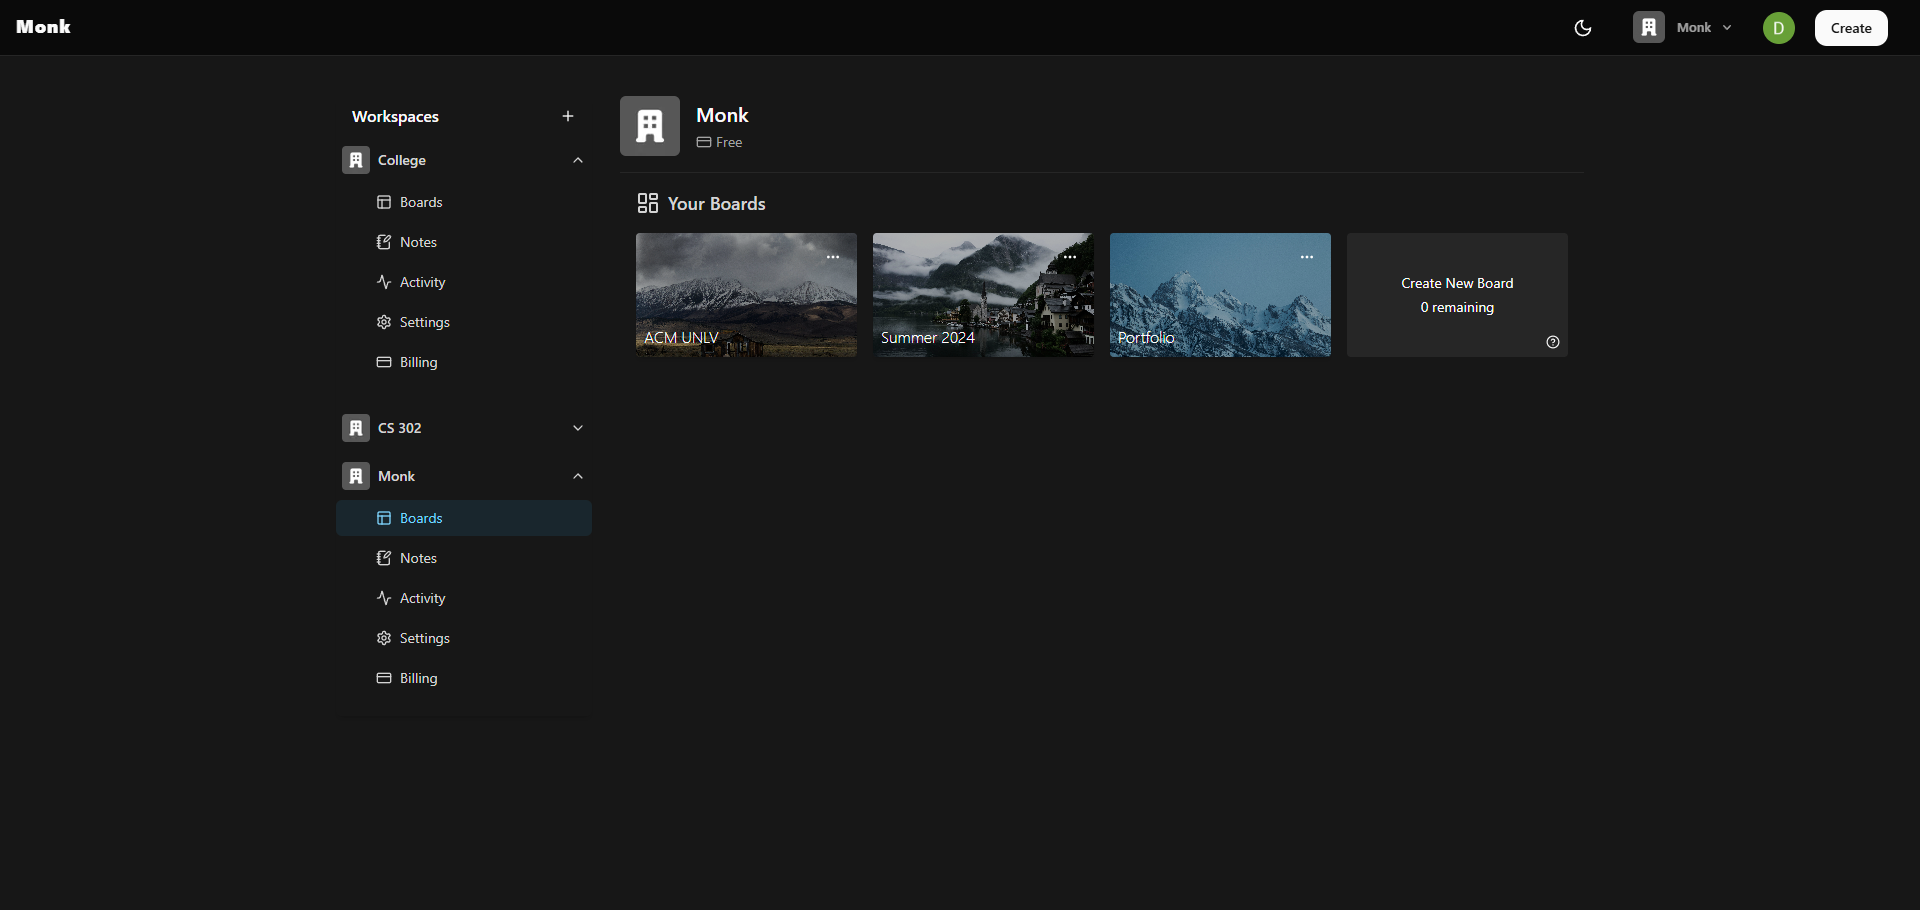 Monk
Monk
D
Create
Workspaces
College
Boards
Notes
Activity
Settings
Billing
CS 302
Monk
Boards
Notes
Activity
Settings
Billing
Monk
Free
Your Boards
ACM UNLV
Summer 2024
Portfolio
Create New Board
0 remaining